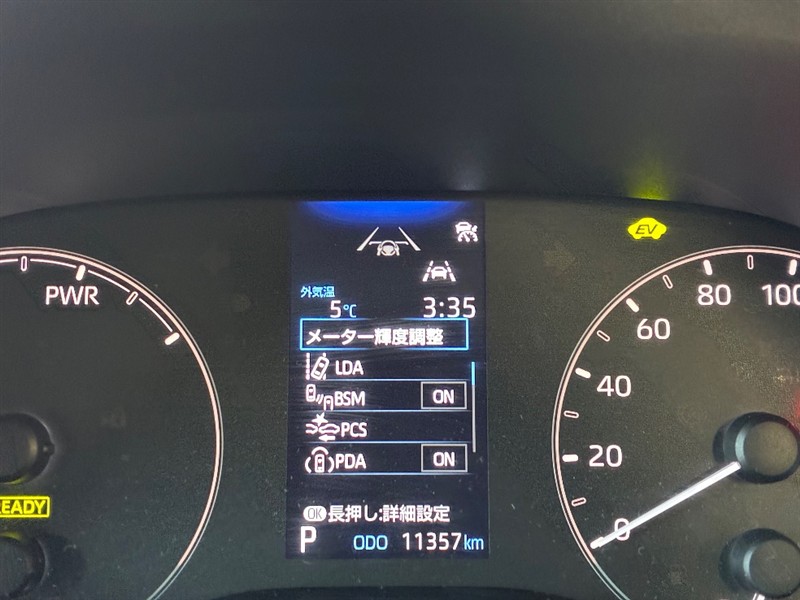 PWR
EV
外気温
5℃ 3:35
メーター輝度調整
LDA
BSM ON
PCS
PDA ON
OK 長押し:詳細設定
P ODO 11357km
READY
100
80
60
40
20
0